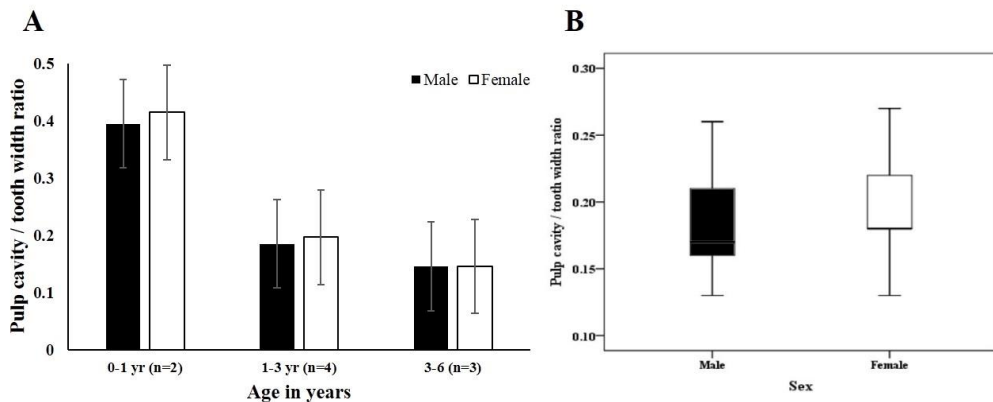 A
Pulp cavity / tooth width ratio
0.5
0.4
0.3
0.2
0.1
0
Male
Female
0-1 yr (n=2)
1-3 yr (n=4)
3-6 (n=3)
Age in years
B
Pulp cavity / tooth width ratio
0.30
0.25
0.20
0.15
0.10
Male
Female
Sex